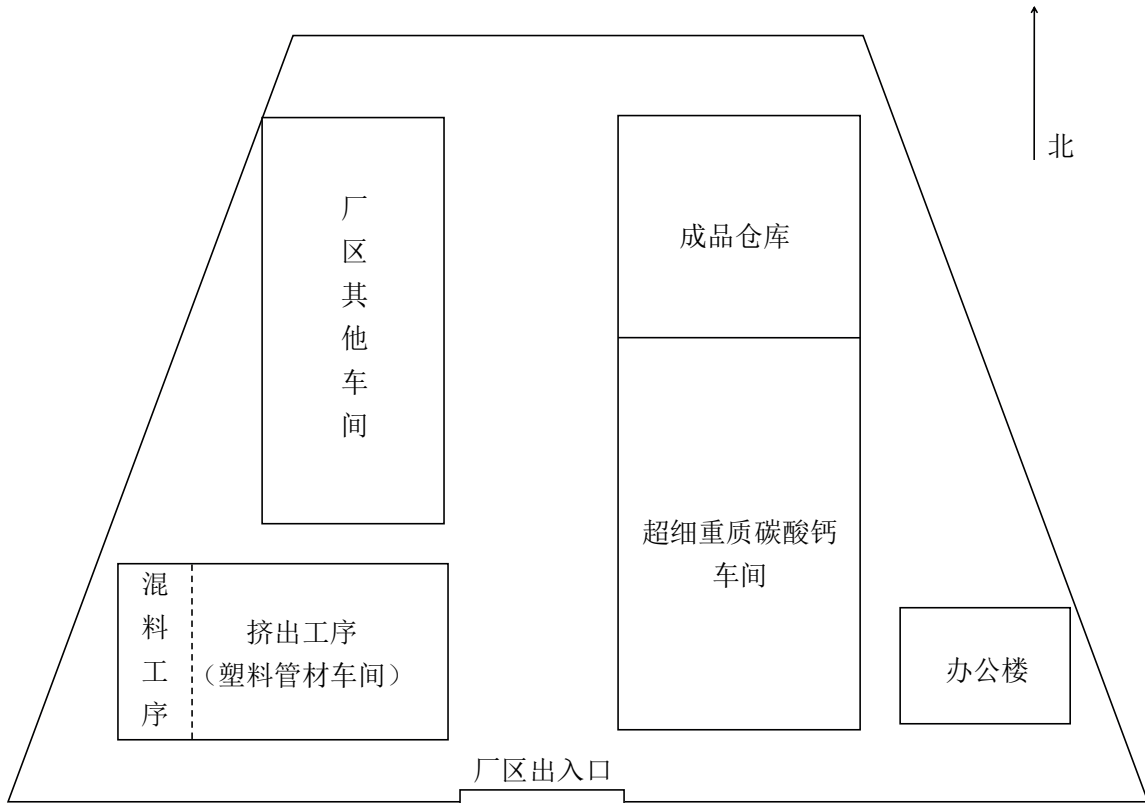 北
厂区其他车间
成品仓库
超细重质碳酸钙
车间
混料工序
挤出工序
（塑料管材车间）
办公楼
厂区出入口